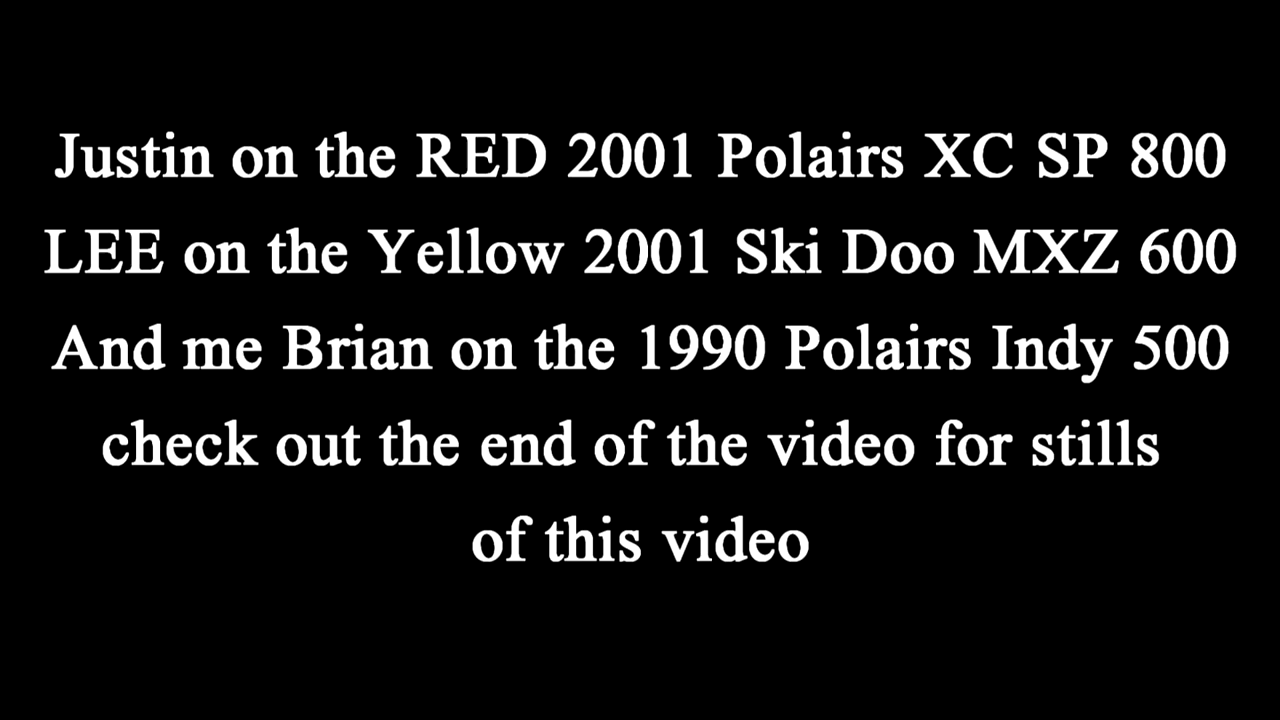 Justin on the RED 2001 Polairs XC SP 800
LEE on the Yellow 2001 Ski Doo MXZ 600
And me Brian on the 1990 Polairs Indy 500
check out the end of the video for stills
of this video